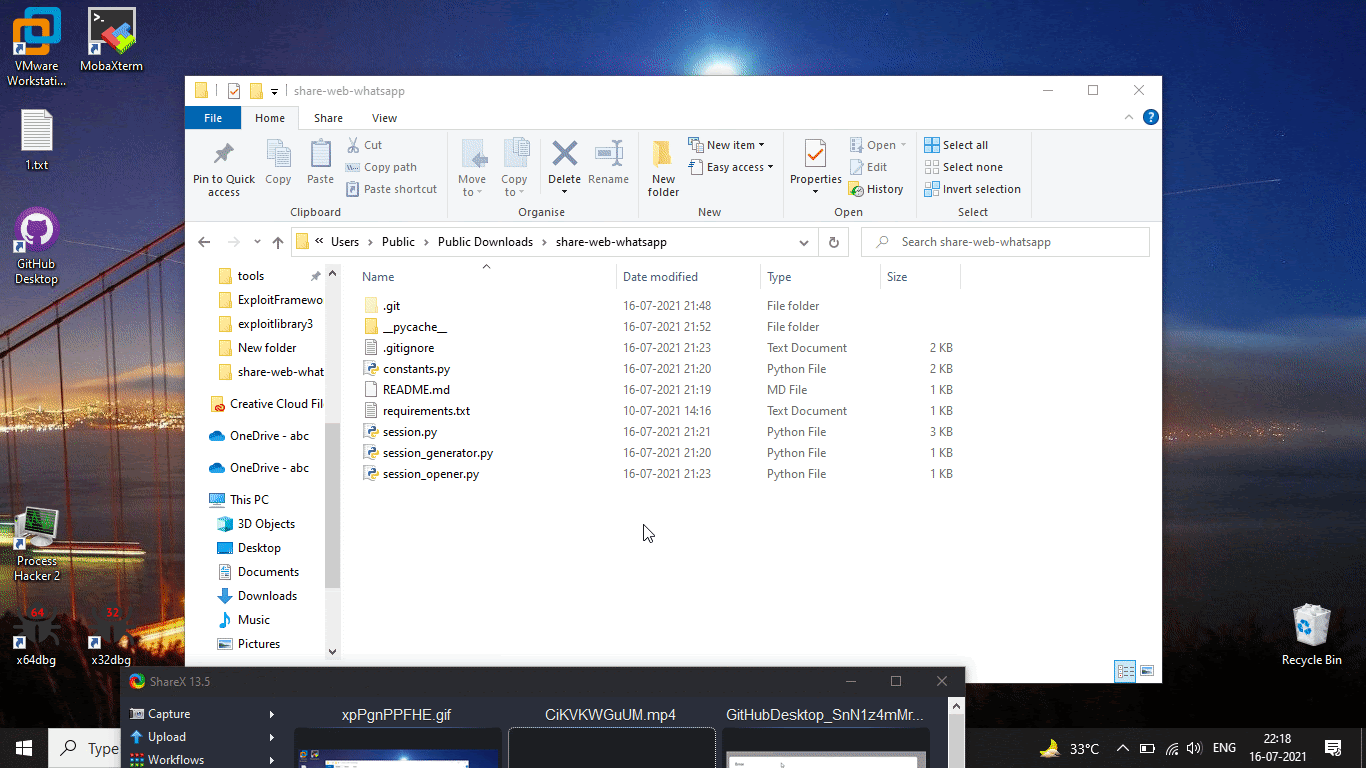 VMware
Workstati...
MobaXterm
1.txt
GitHub
Desktop
Process
Hacker 2
64
x64dbg
32
x32dbg
Recycle Bin
share-web-whatsapp
File
Home
Share
View
Pin to Quick
access
Copy
Paste
Cut
Copy path
Paste shortcut
Clipboard
Move
to
Copy
to
Delete
Rename
Organise
New
folder
New item
Easy access
New
Properties
Open
Edit
History
Open
Select all
Select none
Invert selection
Select
« Users > Public > Public Downloads > share-web-whatsapp
Search share-web-whatsapp
tools
ExploitFramewo
exploitlibrary3
New folder
share-web-what
Creative Cloud Fil
OneDrive - abc
OneDrive - abc
This PC
3D Objects
Desktop
Documents
Downloads
Music
Pictures
Name Date modified Type Size
.git 16-07-2021 21:48 File folder
__pycache__ 16-07-2021 21:52 File folder
.gitignore 16-07-2021 21:23 Text Document 2 KB
constants.py 16-07-2021 21:20 Python File 2 KB
README.md 16-07-2021 21:19 MD File 1 KB
requirements.txt 10-07-2021 14:16 Text Document 1 KB
session.py 16-07-2021 21:21 Python File 3 KB
session_generator.py 16-07-2021 21:20 Python File 1 KB
session_opener.py 16-07-2021 21:23 Python File 1 KB
ShareX 13.5
Capture
Upload
Workflows
xpPgnPPFHE.gif
CiKVKWGuUM.mp4
GitHubDesktop_SnN1z4mMr...
Type
33°C
ENG
22:18
16-07-2021